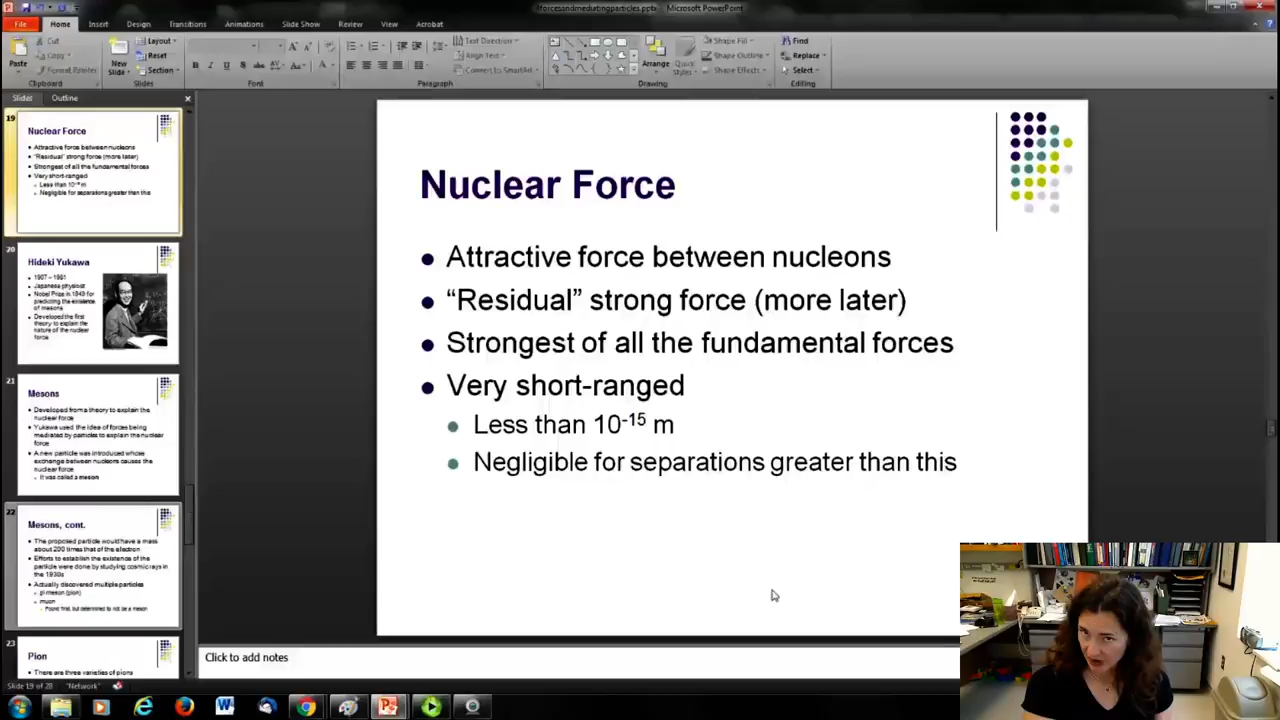 forcesandmediatingparticles.pptx - Microsoft PowerPoint
File Home Insert Design Transitions Animations Slide Show Review View Acrobat
Cut
Copy
Format Painter
Paste
Clipboard
New Slide
Layout
Reset
Section
Slides
Font
Text Direction
Align Text
Convert to SmartArt
Paragraph
Arrange
Quick Styles
Shape Fill
Shape Outline
Shape Effects
Drawing
Find
Replace
Select
Editing
Slides Outline
19
Nuclear Force
Attractive force between nucleons
"Residual" strong force (more later)
Strongest of all the fundamental forces
Very short-ranged
Less than 10⁻¹⁵ m
Negligible for separations greater than this
20
Hideki Yukawa
1907 – 1981
Japanese physicist
Nobel Prize in 1949 for
predicting the existence
of mesons
Developed the first
theory to explain the
nature of the nuclear
force
21
Mesons
Developed from a theory to explain the
nuclear force
Yukawa used the idea of forces being
mediated by particles to explain the nuclear
force
A new particle was introduced whose
exchange between nucleons causes the
nuclear force
It was called a meson
22
Mesons, cont.
The proposed particle would have a mass
about 200 times that of the electron
Efforts to establish the existence of the
particle were done by studying cosmic rays in
the 1930s
Actually discovered multiple particles
pi meson (pion)
muon
Found first, but determined to not be a meson
23
Pion
There are three varieties of pions
Nuclear Force
Attractive force between nucleons
“Residual” strong force (more later)
Strongest of all the fundamental forces
Very short-ranged
Less than 10⁻¹⁵ m
Negligible for separations greater than this
Click to add notes
Slide 19 of 28 "Network"